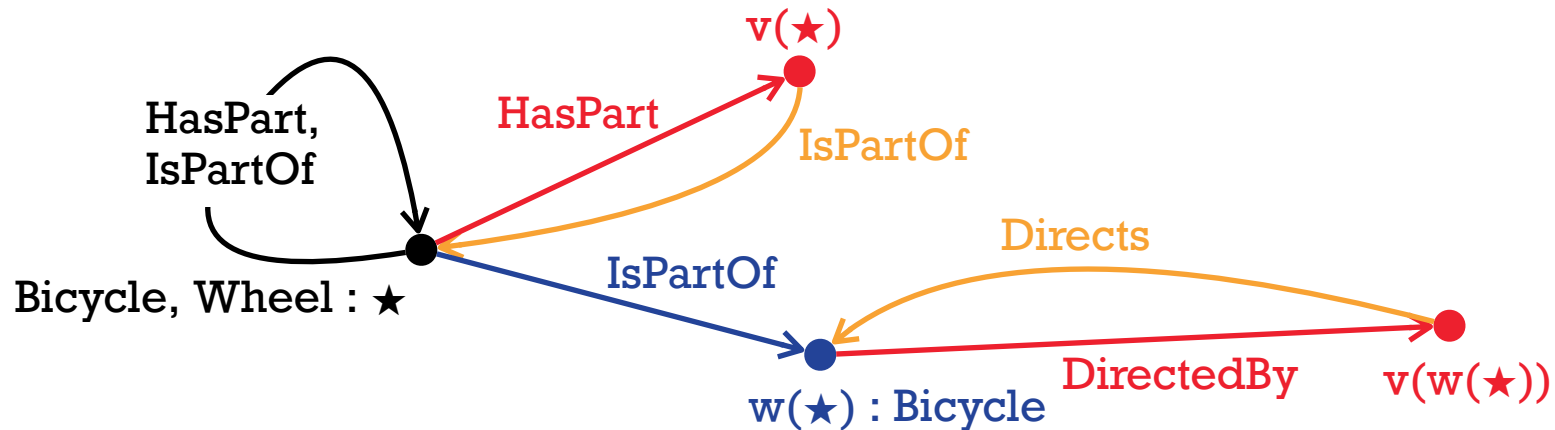 v(★)
HasPart,
IsPartOf
HasPart
IsPartOf
Directs
IsPartOf
Bicycle, Wheel : ★
DirectedBy
v(w(★))
w(★) : Bicycle